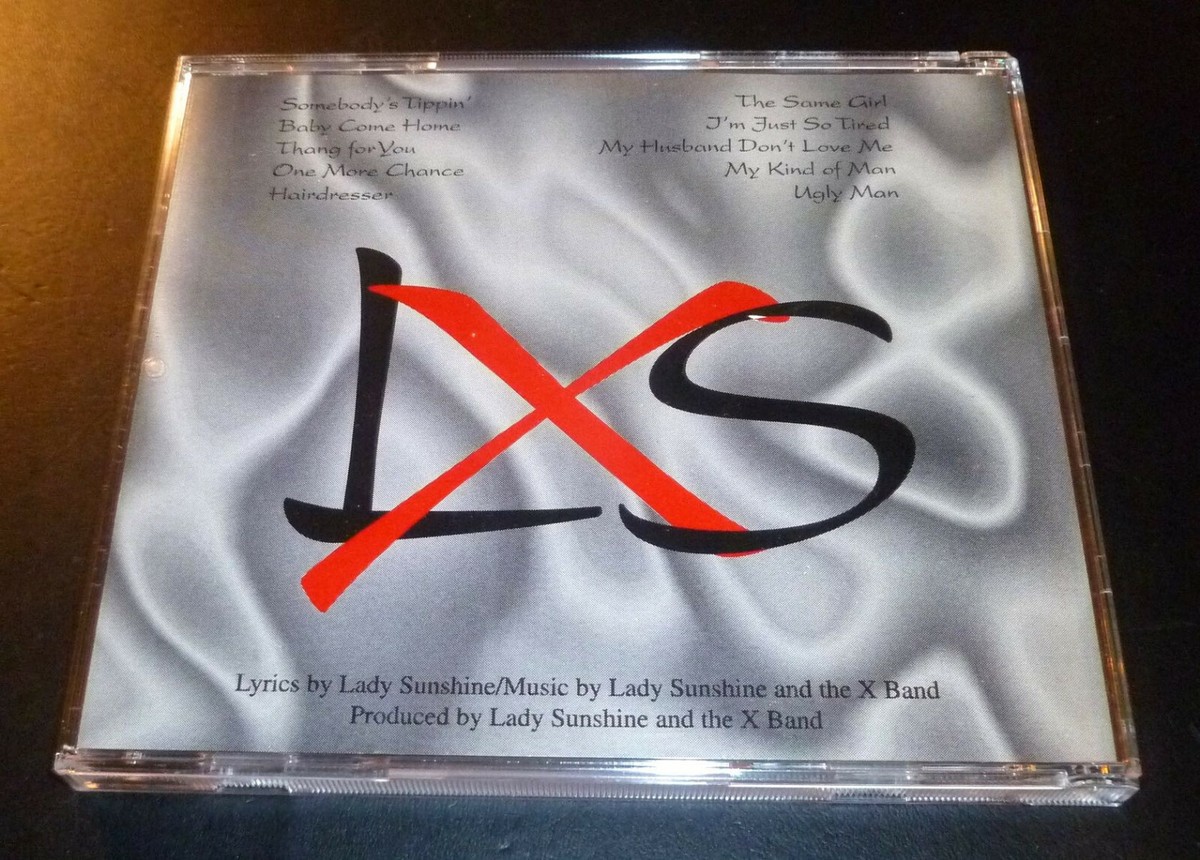 Somebody's Tippin'
Baby Come Home
Thang for You
One More Chance
Hairdresser
The Same Girl
I'm Just So Tired
My Husband Don't Love Me
My Kind of Man
Ugly Man
LXS
Lyrics by Lady Sunshine/Music by Lady Sunshine and the X Band
Produced by Lady Sunshine and the X Band